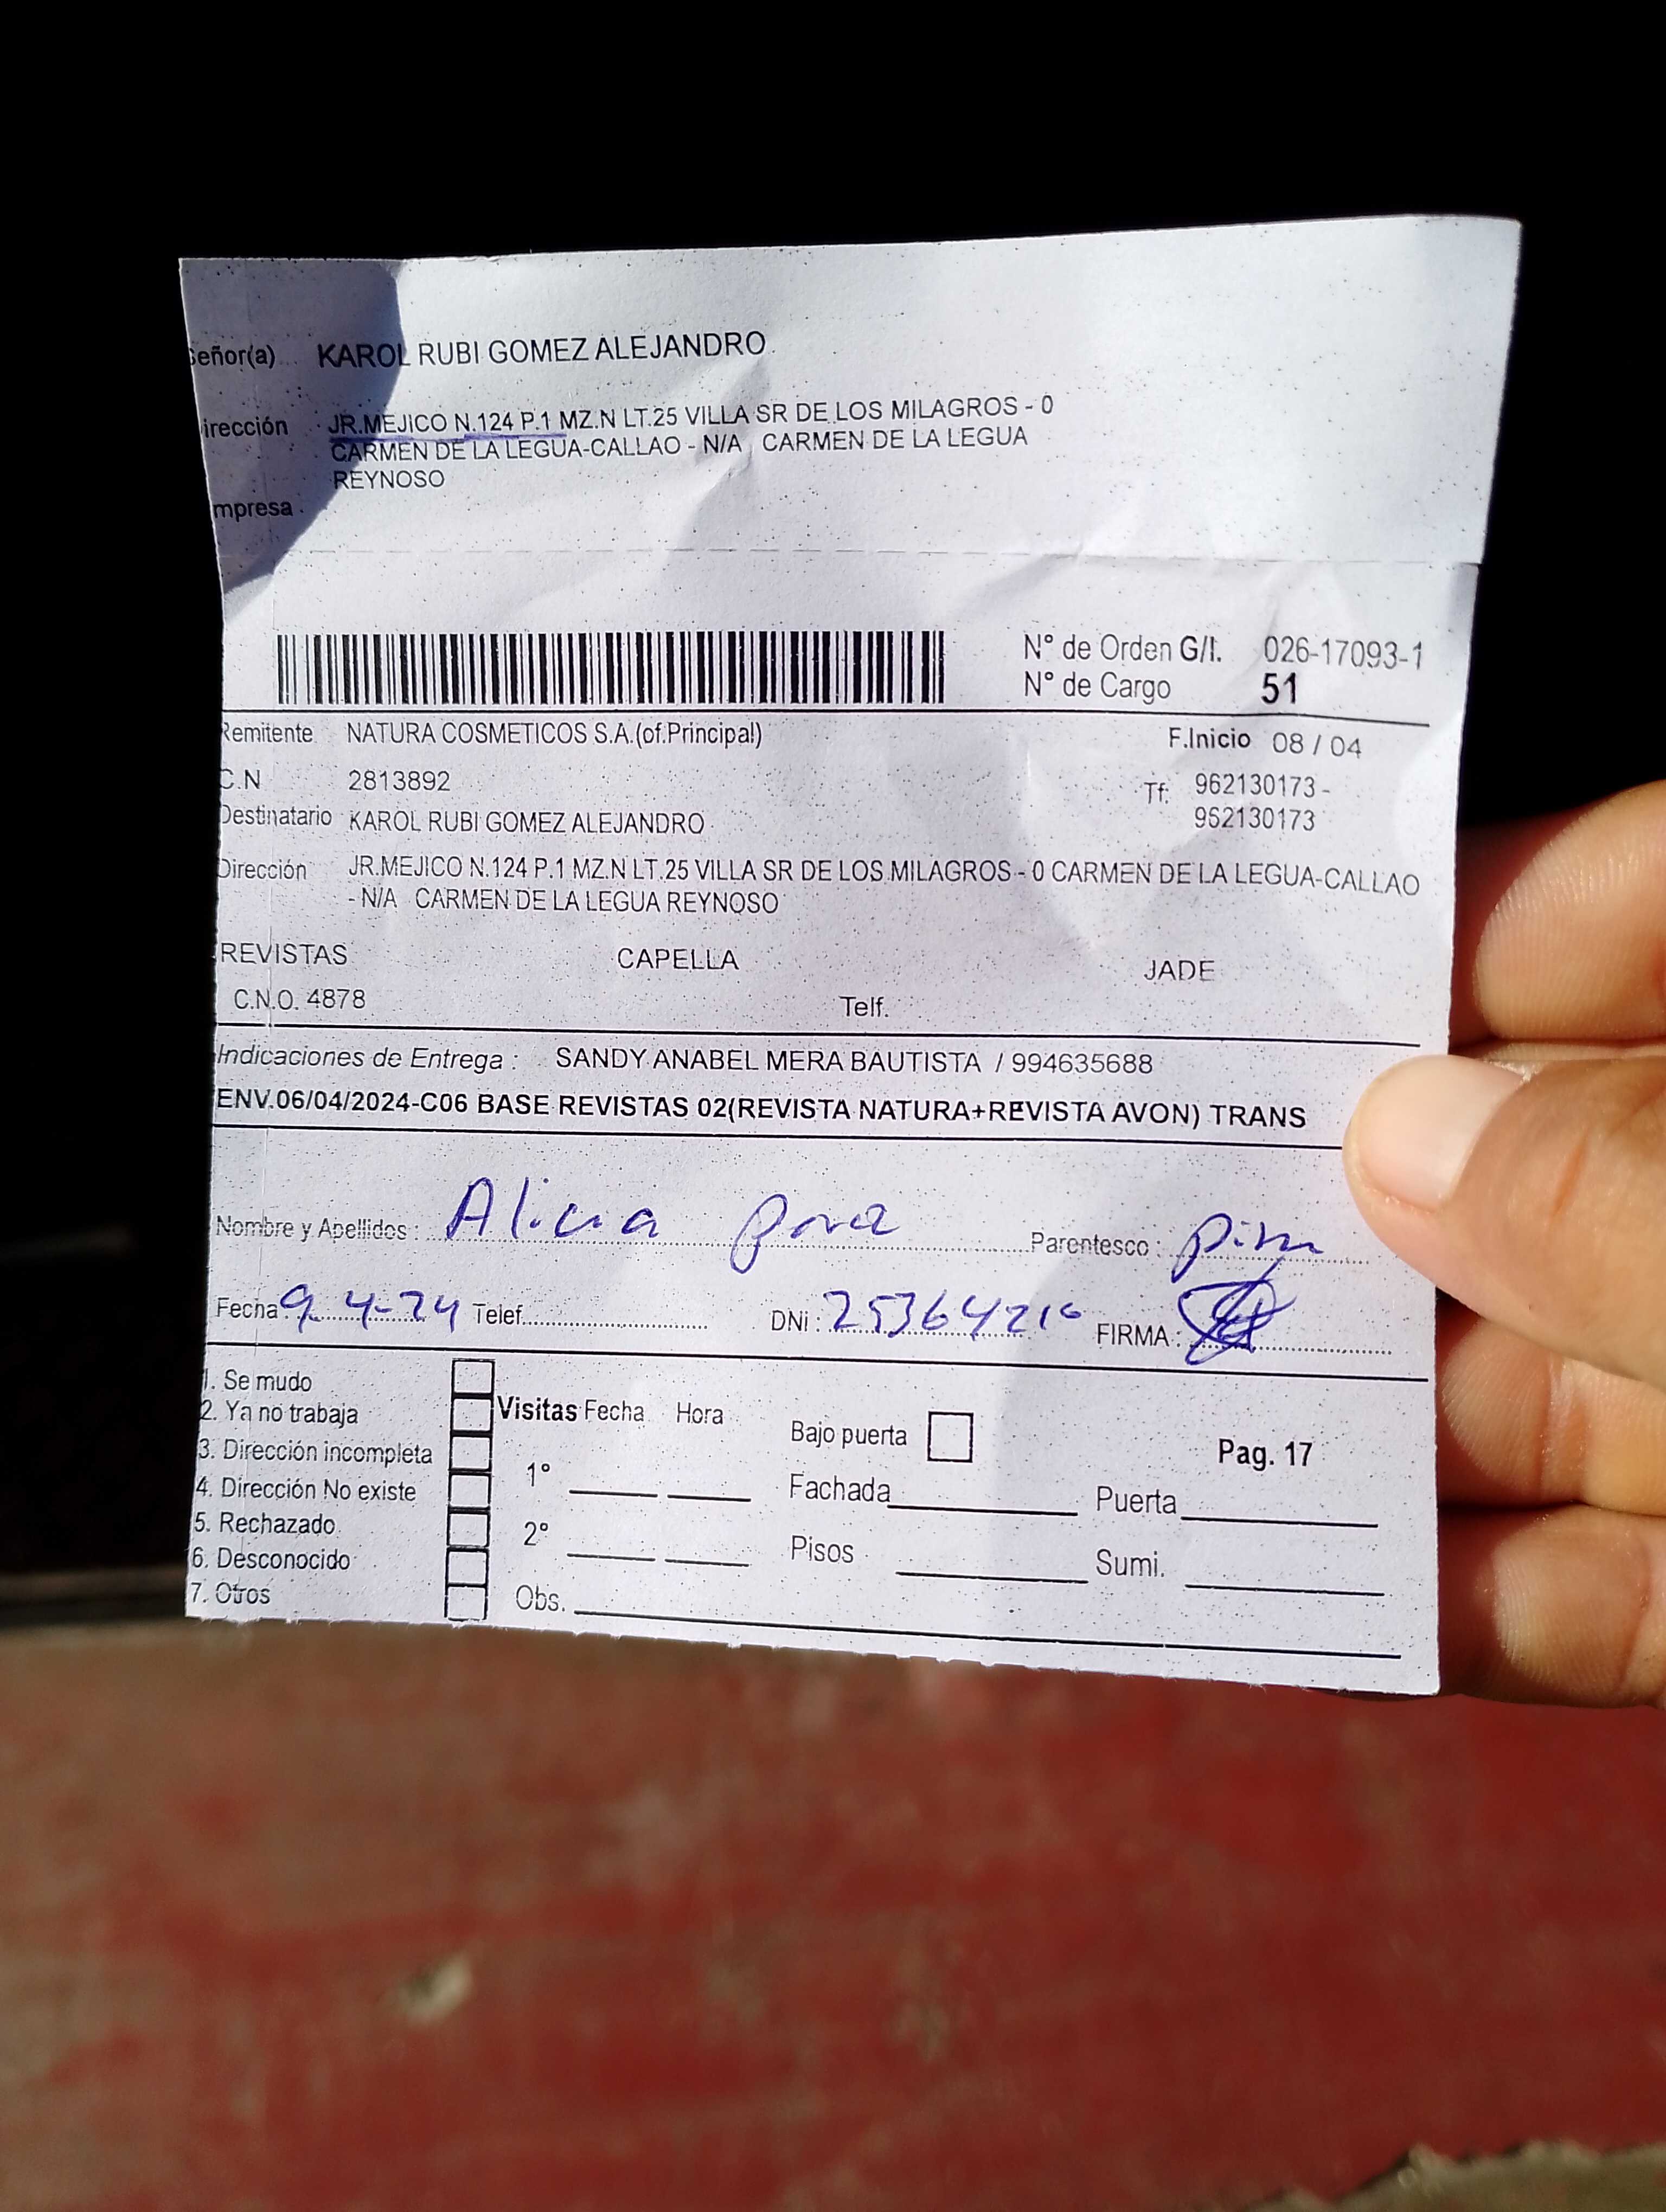 Señor(a) KAROL RUBI GOMEZ ALEJANDRO
Dirección JR.MEJICO N.124 P.1 MZ.N LT.25 VILLA SR DE LOS MILAGROS - 0
CARMEN DE LA LEGUA-CALLAO - N/A CARMEN DE LA LEGUA
REYNOSO
mpresa
N° de Orden G/I. 026-17093-1
N° de Cargo 51
Remitente NATURA COSMETICOS S.A.(of.Principal) F.Inicio 08 / 04
C.N 2813892 Tf: 962130173 -
962130173
Destinatario KAROL RUBI GOMEZ ALEJANDRO
Dirección JR.MEJICO N.124 P.1 MZ.N LT.25 VILLA SR DE LOS MILAGROS - 0 CARMEN DE LA LEGUA-CALLAO
- N/A CARMEN DE LA LEGUA REYNOSO
REVISTAS CAPELLA JADE
C.N.O. 4878 Telf.
Indicaciones de Entrega : SANDY ANABEL MERA BAUTISTA / 994635688
ENV.06/04/2024-C06 BASE REVISTAS 02(REVISTA NATURA+REVISTA AVON) TRANS
Nombre y Apellidos : Alicia Parentesco :
Fecha 9-4-24 Telef. DNi : 25364210 FIRMA :
1. Se mudo
2. Ya no trabaja
3. Dirección incompleta
4. Dirección No existe
5. Rechazado
6. Desconocido
7. Otros
Visitas Fecha Hora
1°
2°
Obs.
Bajo puerta Pag. 17
Fachada Puerta
Pisos Sumi.